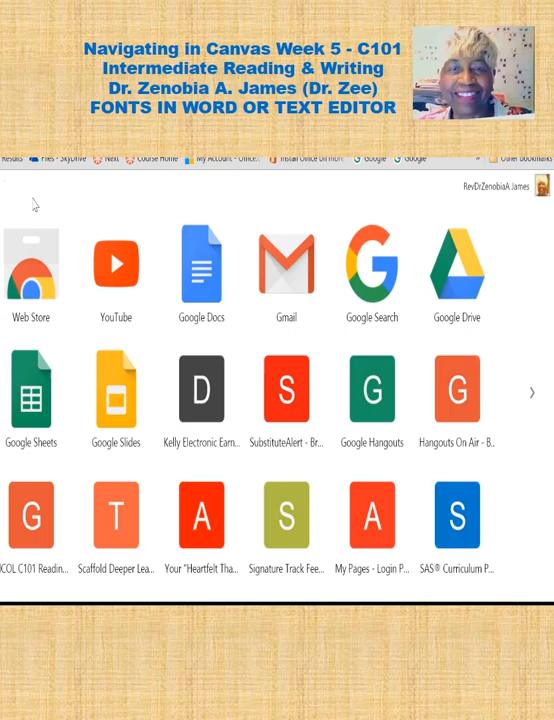 Navigating in Canvas Week 5 - C101
Intermediate Reading & Writing
Dr. Zenobia A. James (Dr. Zee)
FONTS IN WORD OR TEXT EDITOR
Results Files - SkyDrive Next Course Home My Account - Office... Install Office on Google Google » Other bookmarks
RevDrZenobiaA James
Web Store YouTube Google Docs Gmail Google Search Google Drive
D S G G
Google Sheets Google Slides Kelly Electronic Earn... SubstituteAlert - Br... Google Hangouts Hangouts On Air - B..
G T A S A S
ICOL C101 Readin... Scaffold Deeper Lea... Your "Heartfelt Tha... Signature Track Fee... My Pages - Login P... SAS® Curriculum P...